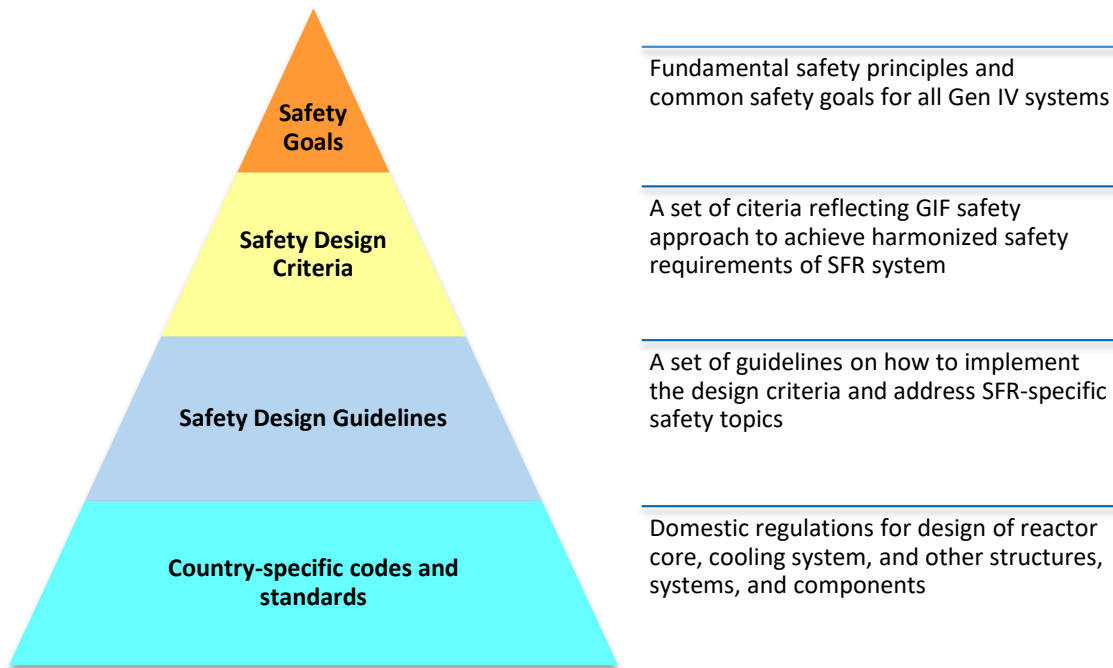 Safety
Goals
Fundamental safety principles and
common safety goals for all Gen IV systems
Safety Design
Criteria
A set of citeria reflecting GIF safety
approach to achieve harmonized safety
requirements of SFR system
Safety Design Guidelines
A set of guidelines on how to implement
the design criteria and address SFR-specific
safety topics
Country-specific codes and
standards
Domestic regulations for design of reactor
core, cooling system, and other structures,
systems, and components